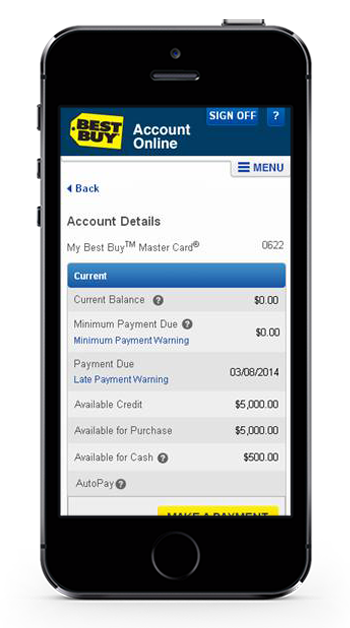 SIGN OFF ?
BEST
BUY
Account
Online
MENU
Back
Account Details
My Best Buy™ Master Card® 0622
Current
Current Balance ? $0.00
Minimum Payment Due ? $0.00
Minimum Payment Warning
Payment Due 03/08/2014
Late Payment Warning
Available Credit $5,000.00
Available for Purchase $5,000.00
Available for Cash ? $500.00
AutoPay ?
MAKE A PAYMENT